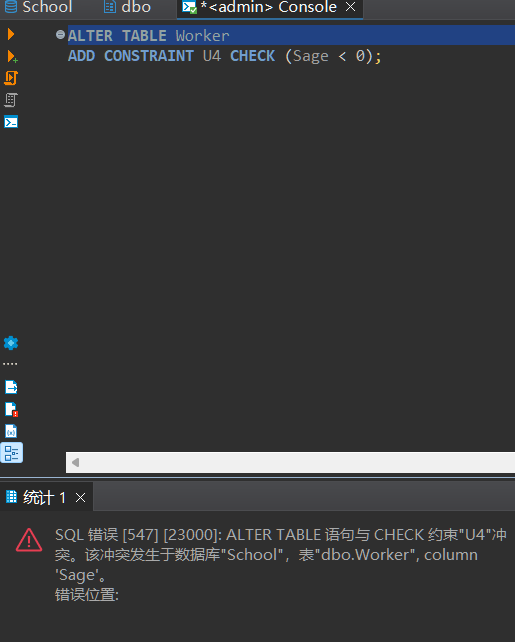 School dbo *<admin> Console
ALTER TABLE Worker
ADD CONSTRAINT U4 CHECK (Sage < 0);
统计 1
SQL 错误 [547] [23000]: ALTER TABLE 语句与 CHECK 约束"U4"冲
突。该冲突发生于数据库"School"，表"dbo.Worker", column
'Sage'。
错误位置: